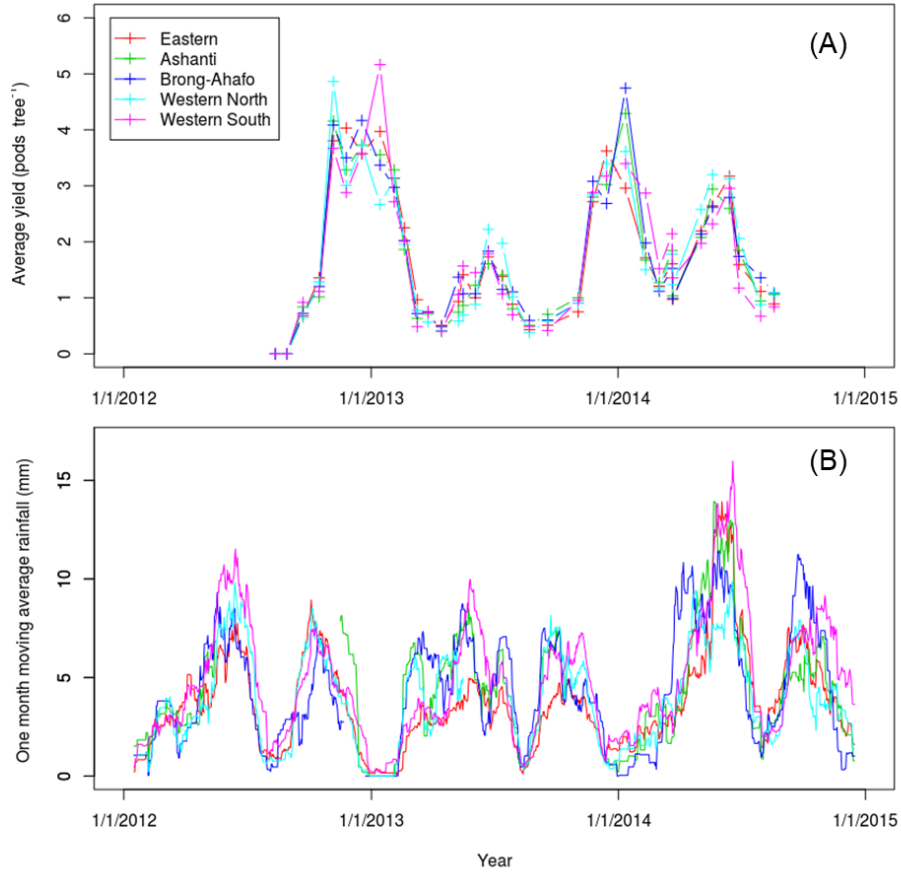 (A)
Eastern
Ashanti
Brong-Ahafo
Western North
Western South
Average yield (pods tree⁻¹)
6
5
4
3
2
1
0
1/1/2012 1/1/2013 1/1/2014 1/1/2015
(B)
One month moving average rainfall (mm)
15
10
5
0
1/1/2012 1/1/2013 1/1/2014 1/1/2015
Year